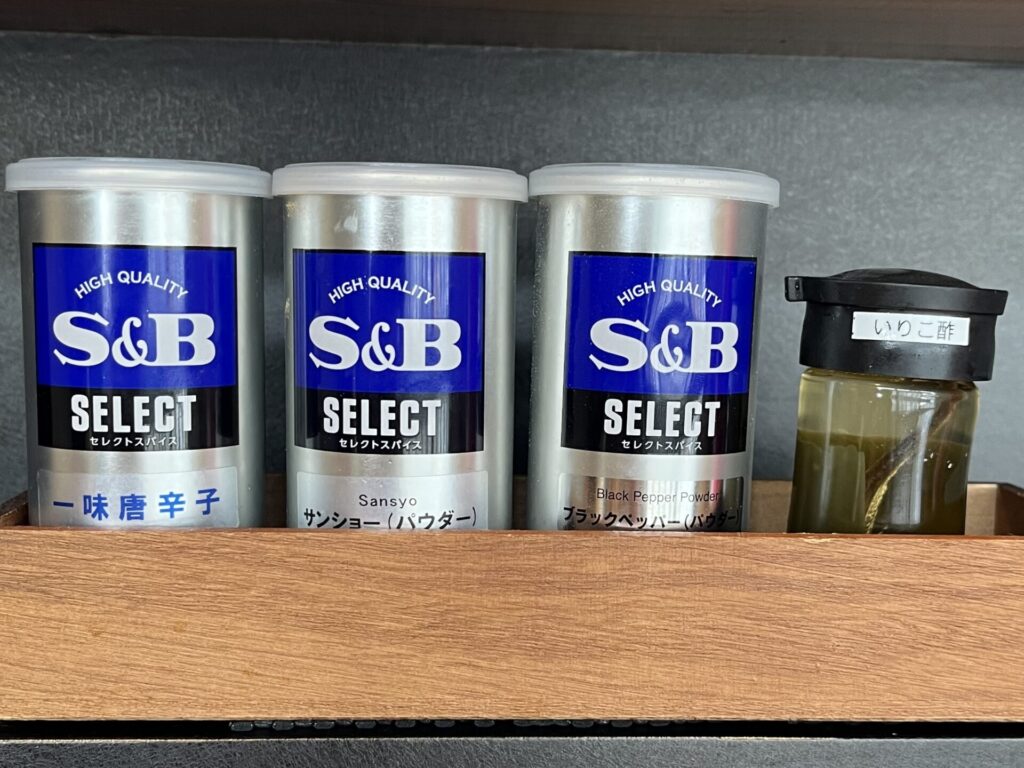 HIGH QUALITY
S&B
SELECT
セレクトスパイス
一味唐辛子
HIGH QUALITY
S&B
SELECT
セレクトスパイス
Sansyo
サンショー(パウダー)
HIGH QUALITY
S&B
SELECT
セレクトスパイス
Black Pepper Powder
ブラックペッパー(パウダー)
いりこ酢